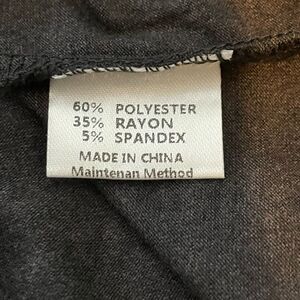 60% POLYESTER
35% RAYON
5% SPANDEX
MADE IN CHINA
Maintenan Method